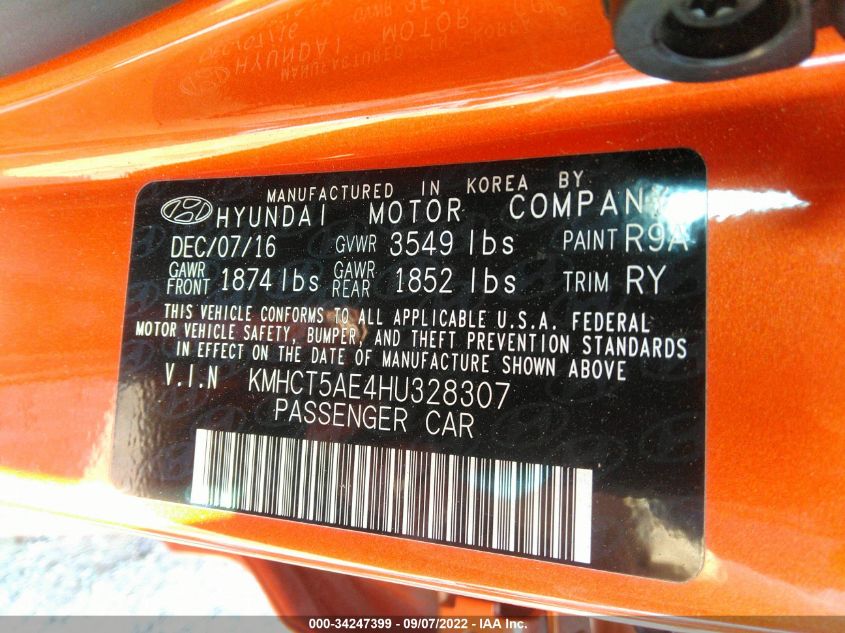 MANUFACTURED IN KOREA BY
HYUNDAI MOTOR COMPANY
DEC/07/16 GVWR 3549 lbs PAINT R9A
GAWR FRONT 1874 lbs GAWR REAR 1852 lbs TRIM RY
THIS VEHICLE CONFORMS TO ALL APPLICABLE U.S.A. FEDERAL
MOTOR VEHICLE SAFETY, BUMPER, AND THEFT PREVENTION STANDARDS
IN EFFECT ON THE DATE OF MANUFACTURE SHOWN ABOVE
V.I.N KMHCT5AE4HU328307
PASSENGER CAR
000-34247399 - 09/07/2022 - IAA Inc.